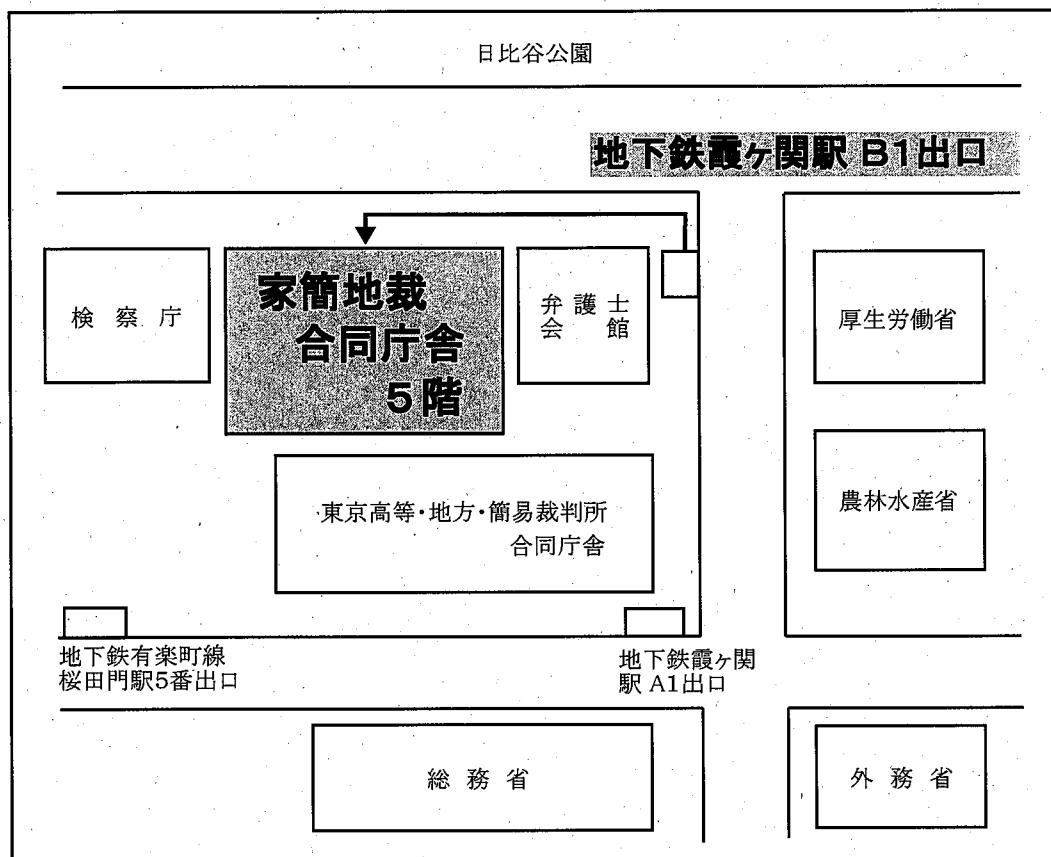 日比谷公園
地下鉄霞ヶ関駅 B1出口
検察庁
家簡地裁
合同庁舎
5階
弁護士
会館
厚生労働省
東京高等・地方・簡易裁判所
合同庁舎
農林水産省
地下鉄有楽町線
桜田門駅5番出口
地下鉄霞ヶ関
駅 A1出口
総務省
外務省